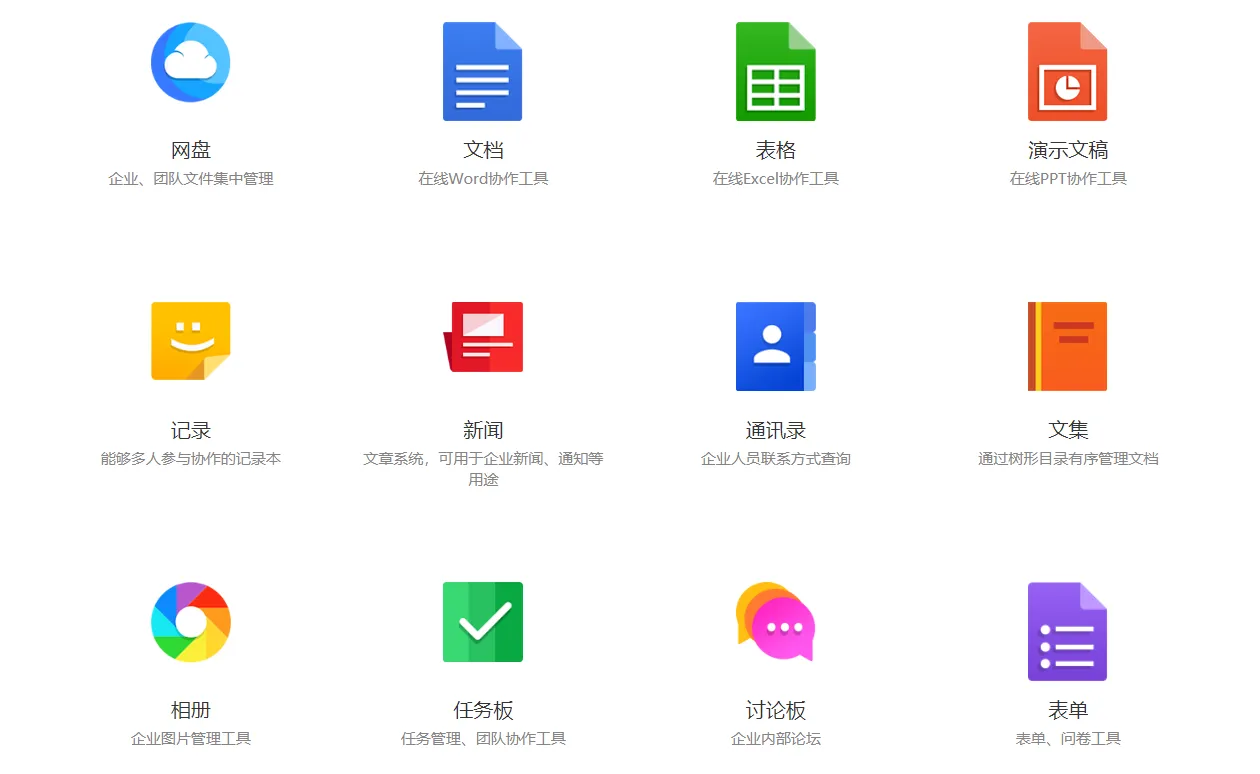 网盘
企业、团队文件集中管理
文档
在线Word协作工具
表格
在线Excel协作工具
演示文稿
在线PPT协作工具
记录
能够多人参与协作的记录本
新闻
文章系统，可用于企业新闻、通知等
用途
通讯录
企业人员联系方式查询
文集
通过树形目录有序管理文档
相册
企业图片管理工具
任务板
任务管理、团队协作工具
讨论板
企业内部论坛
表单
表单、问卷工具